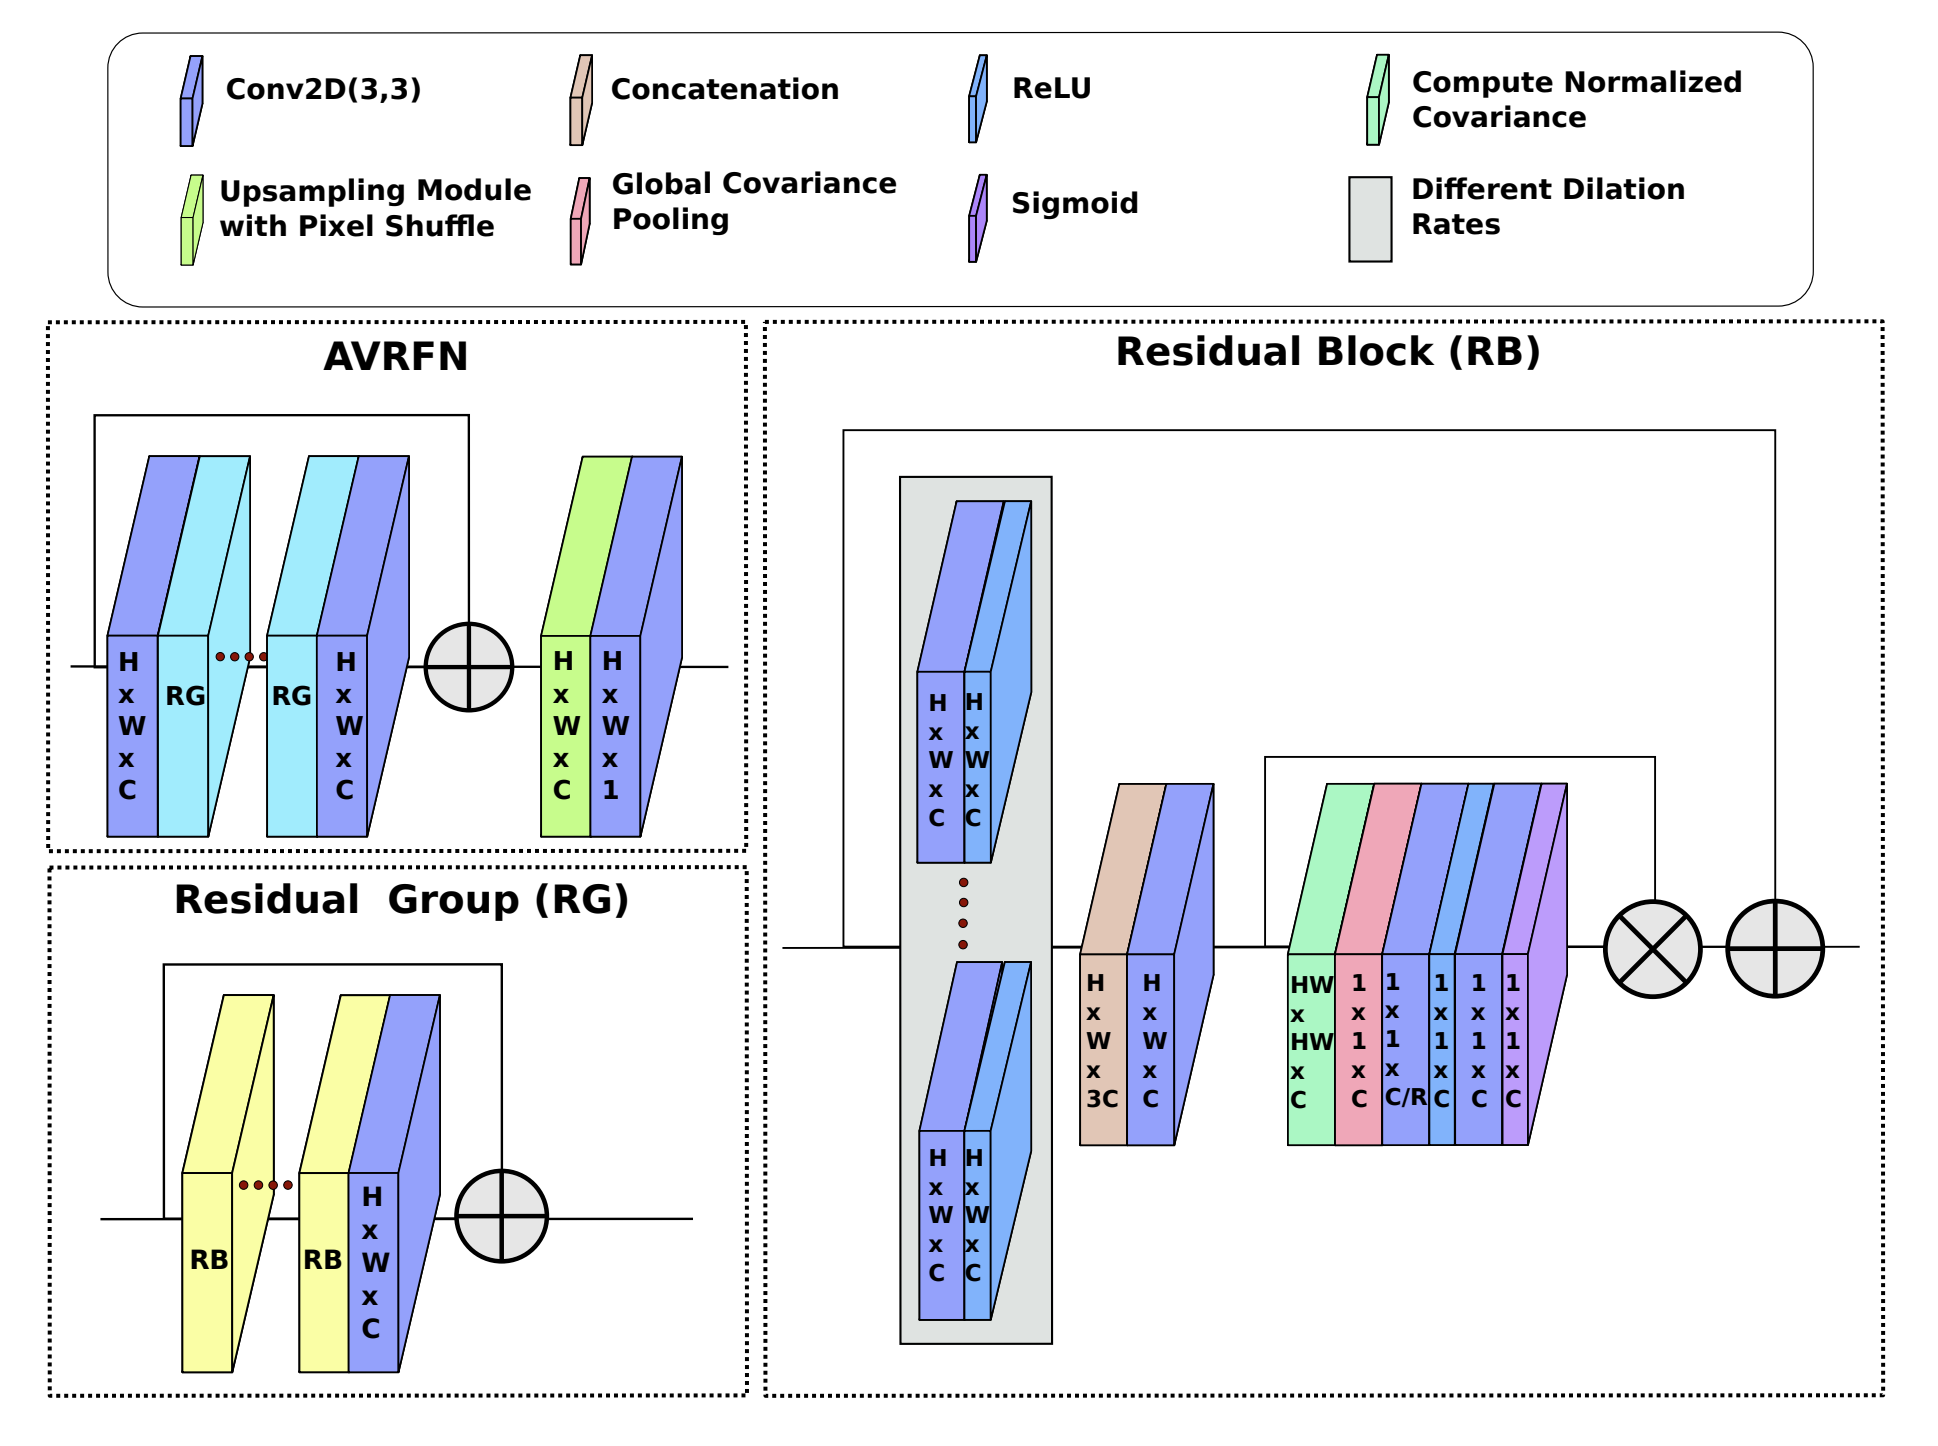 Conv2D(3,3)
Concatenation
ReLU
Compute Normalized
Covariance
Upsampling Module
with Pixel Shuffle
Global Covariance
Pooling
Sigmoid
Different Dilation
Rates
AVRFN
H
x
W
x
C
RG
RG
H
x
W
x
C
H
x
W
x
C
H
x
W
x
1
Residual Group (RG)
RB
RB
H
x
W
x
C
Residual Block (RB)
H
x
W
x
C
H
x
W
x
C
H
x
W
x
C
H
x
W
x
C
H
x
W
x
3C
H
x
W
x
C
HW
x
HW
x
C
1
x
1
x
C
1
x
1
x
C/R
1
x
1
x
C
1
x
1
x
C
1
x
1
x
C